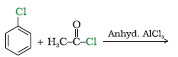 Cl
O
+ H₃C–C–Cl
Anhyd. AlCl₃